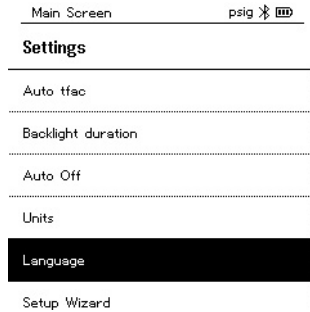 Main Screen psig
Settings
Auto tfac
Backlight duration
Auto Off
Units
Language
Setup Wizard